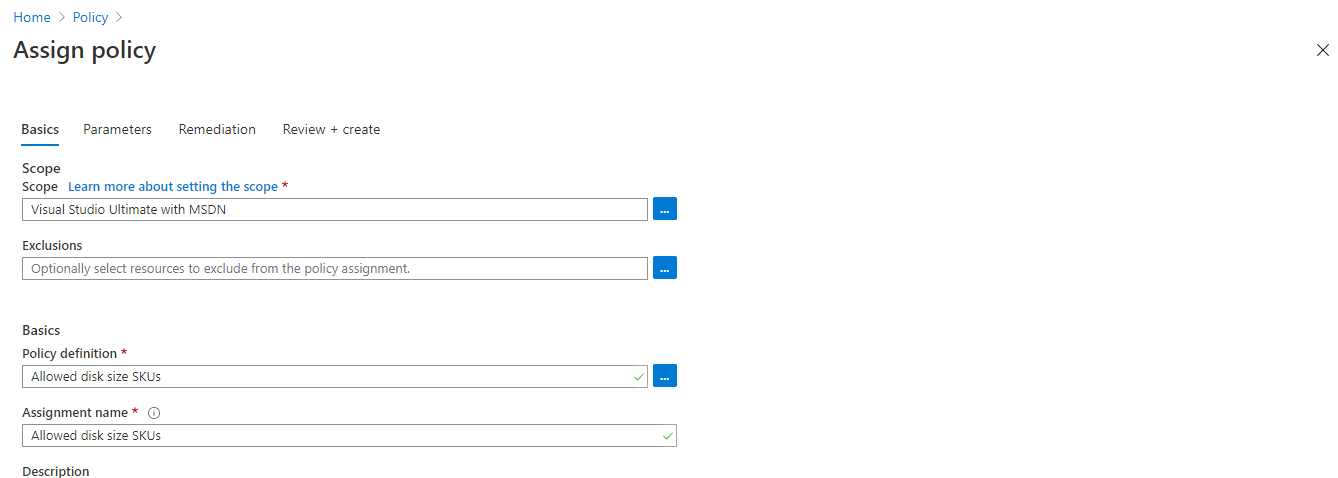 Home > Policy >
Assign policy
Basics Parameters Remediation Review + create
Scope
Scope Learn more about setting the scope *
Visual Studio Ultimate with MSDN
...
Exclusions
Optionally select resources to exclude from the policy assignment.
...
Basics
Policy definition *
Allowed disk size SKUs
...
Assignment name *
Allowed disk size SKUs
Description